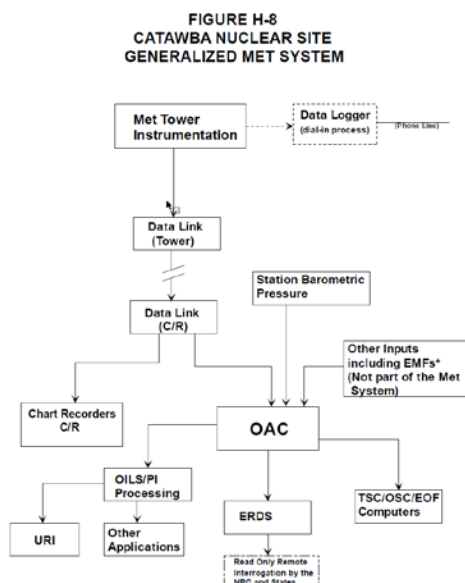 FIGURE H-8
CATAWBA NUCLEAR SITE
GENERALIZED MET SYSTEM
Met Tower
Instrumentation
Data Logger
(dial-in process)
(Phone Line)
Data Link
(Tower)
Station Barometric
Pressure
Data Link
(C/R)
Other Inputs
including EMFs*
(Not part of the Met
System)
Chart Recorders
C/R
OAC
OILS/PI
Processing
TSC/OSC/EOF
Computers
ERDS
URI
Other
Applications
Read Only Remote
Interrogation by the
NRC and States